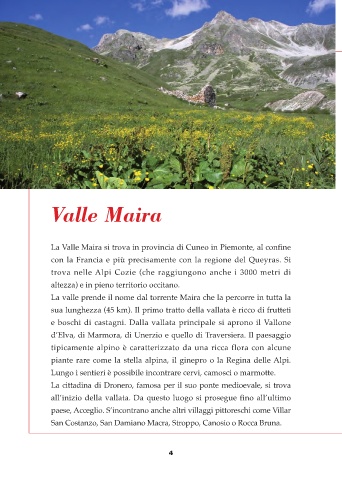 Valle Maira
La Valle Maira si trova in provincia di Cuneo in Piemonte, al confine
con la Francia e più precisamente con la regione del Queyras. Si
trova nelle Alpi Cozie (che raggiungono anche i 3000 metri di
altezza) e in pieno territorio occitano.
La valle prende il nome dal torrente Maira che la percorre in tutta la
sua lunghezza (45 km). Il primo tratto della vallata è ricco di frutteti
e boschi di castagni. Dalla vallata principale si aprono il Vallone
d'Elva, di Marmora, di Unerzio e quello di Traversiera. Il paesaggio
tipicamente alpino è caratterizzato da una ricca flora con alcune
piante rare come la stella alpina, il ginepro o la Regina delle Alpi.
Lungo i sentieri è possibile incontrare cervi, camosci o marmotte.
La cittadina di Dronero, famosa per il suo ponte medioevale, si trova
all'inizio della vallata. Da questo luogo si prosegue fino all'ultimo
paese, Acceglio. S'incontrano anche altri villaggi pittoreschi come Villar
San Costanzo, San Damiano Macra, Stroppo, Canosio o Rocca Bruna.
4